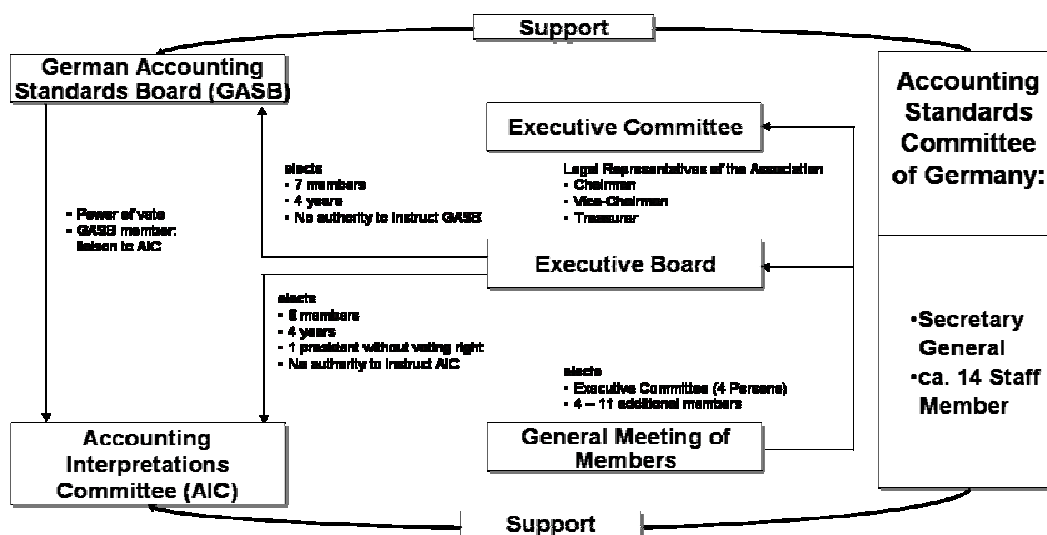 Support
German Accounting
Standards Board (GASB)
Accounting
Standards
Committee
of Germany:
Executive Committee
elects
• 7 members
• 4 years
• No authority to instruct GASB
Legal Representatives of the Association
• Chairman
• Vice-Chairman
• Treasurer
• Power of vote
• GASB member:
liaison to AIC
Executive Board
elects
• 6 members
• 4 years
• 1 president without voting right
• No authority to instruct AIC
•Secretary
General
•ca. 14 Staff
Member
elects
• Executive Committee (4 Persons)
• 4 – 11 additional members
Accounting
Interpretations
Committee (AIC)
General Meeting of
Members
Support